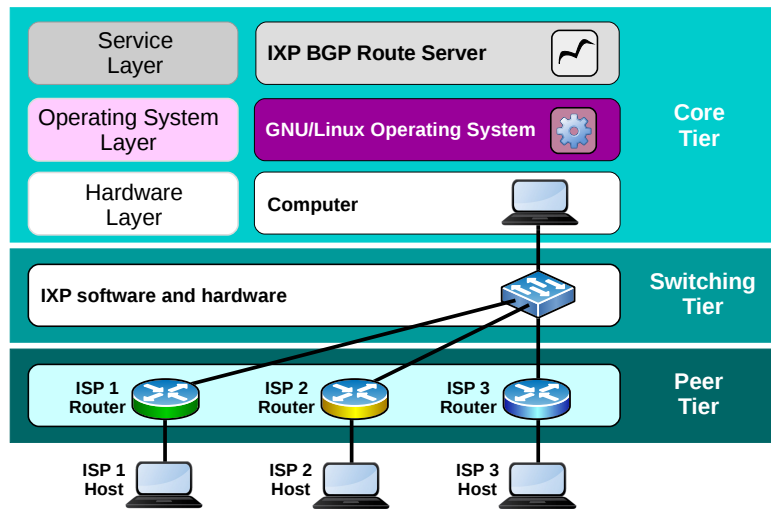 Service
Layer
IXP BGP Route Server
Operating System
Layer
GNU/Linux Operating System
Core
Tier
Hardware
Layer
Computer
IXP software and hardware
Switching
Tier
ISP 1
Router
ISP 2
Router
ISP 3
Router
Peer
Tier
ISP 1
Host
ISP 2
Host
ISP 3
Host